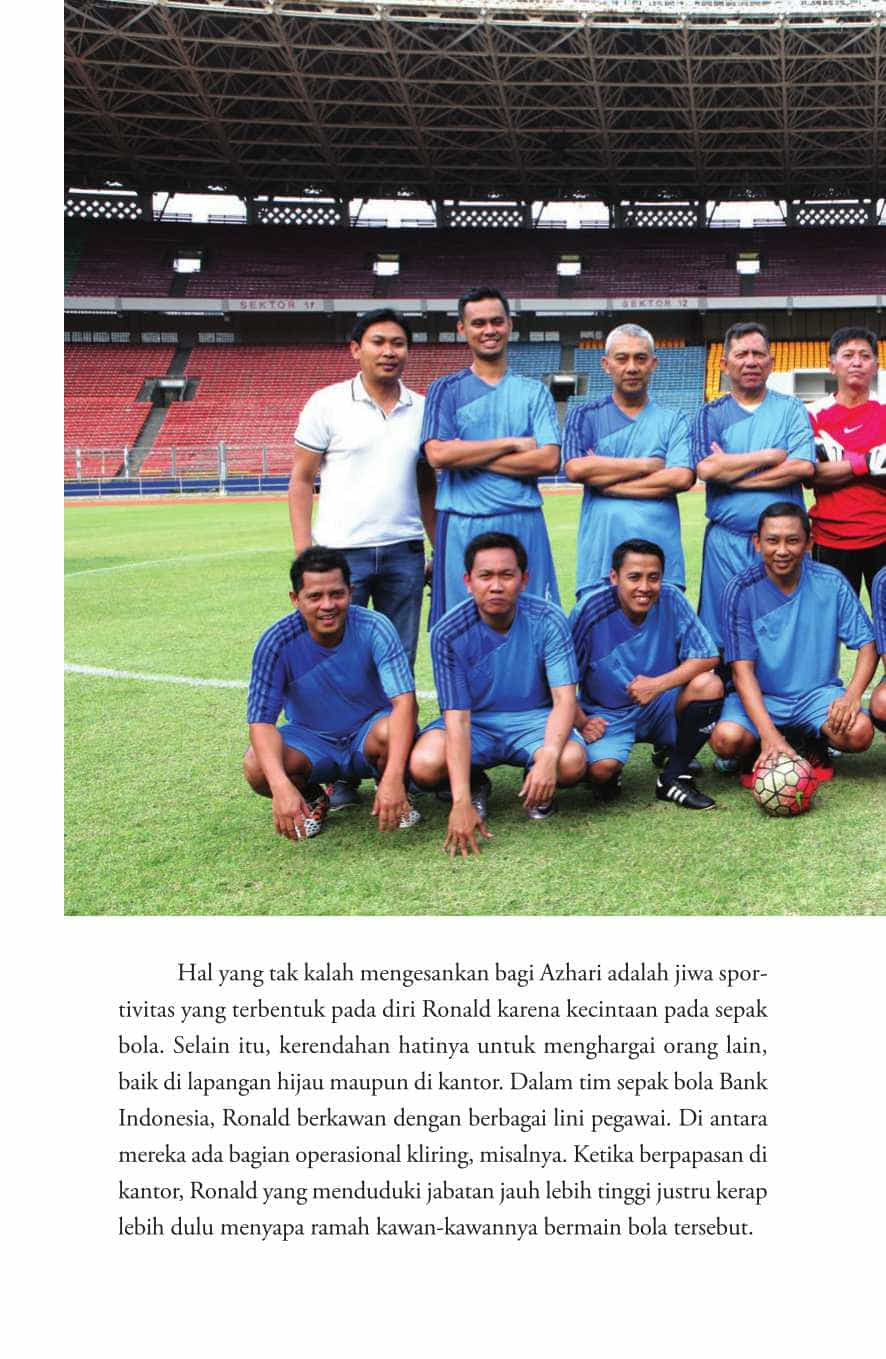 SEKTOR 11
SEKTOR 12
Hal yang tak kalah mengesankan bagi Azhari adalah jiwa spor-
tivitas yang terbentuk pada diri Ronald karena kecintaan pada sepak
bola. Selain itu, kerendahan hatinya untuk menghargai orang lain,
baik di lapangan hijau maupun di kantor. Dalam tim sepak bola Bank
Indonesia, Ronald berkawan dengan berbagai lini pegawai. Di antara
mereka ada bagian operasional kliring, misalnya. Ketika berpapasan di
kantor, Ronald yang menduduki jabatan jauh lebih tinggi justru kerap
lebih dulu menyapa ramah kawan-kawannya bermain bola tersebut.